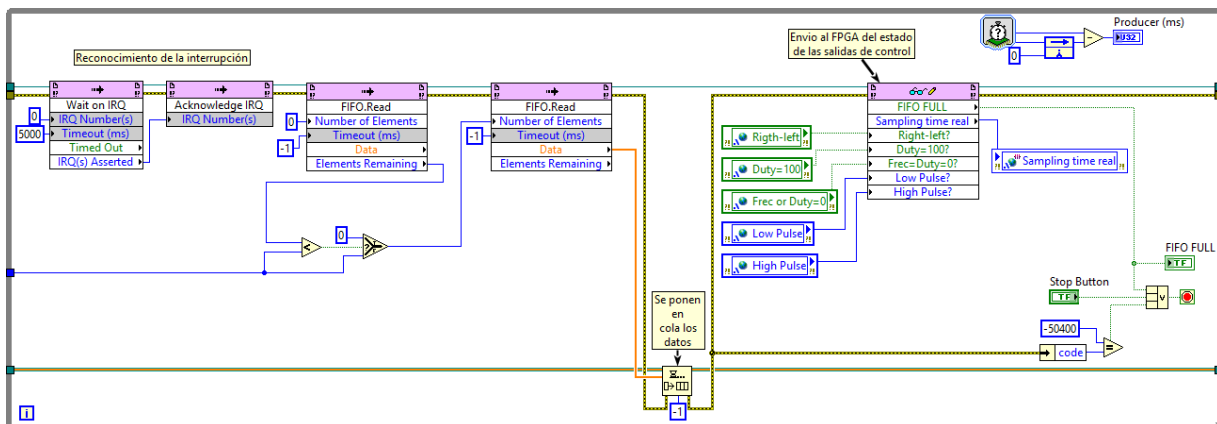 Reconocimiento de la interrupción
Envio al FPGA del estado
de las salidas de control
Producer (ms)
U32
0
Wait on IRQ
IRQ Number(s)
Timeout (ms)
Timed Out
IRQ(s) Asserted
0
5000
Acknowledge IRQ
IRQ Number(s)
FIFO.Read
Number of Elements
Timeout (ms)
Data
Elements Remaining
0
-1
FIFO.Read
Number of Elements
Timeout (ms)
Data
Elements Remaining
-1
FIFO FULL
Sampling time real
Right-left?
Duty=100?
Frec=Duty=0?
Low Pulse?
High Pulse?
Rigth-left
Duty=100
Frec or Duty=0
Low Pulse
High Pulse
Sampling time real
<
0
?
FIFO FULL
TF
Stop Button
TF
v
Se ponen
en
cola los
datos
-50400
=
code
-1
i